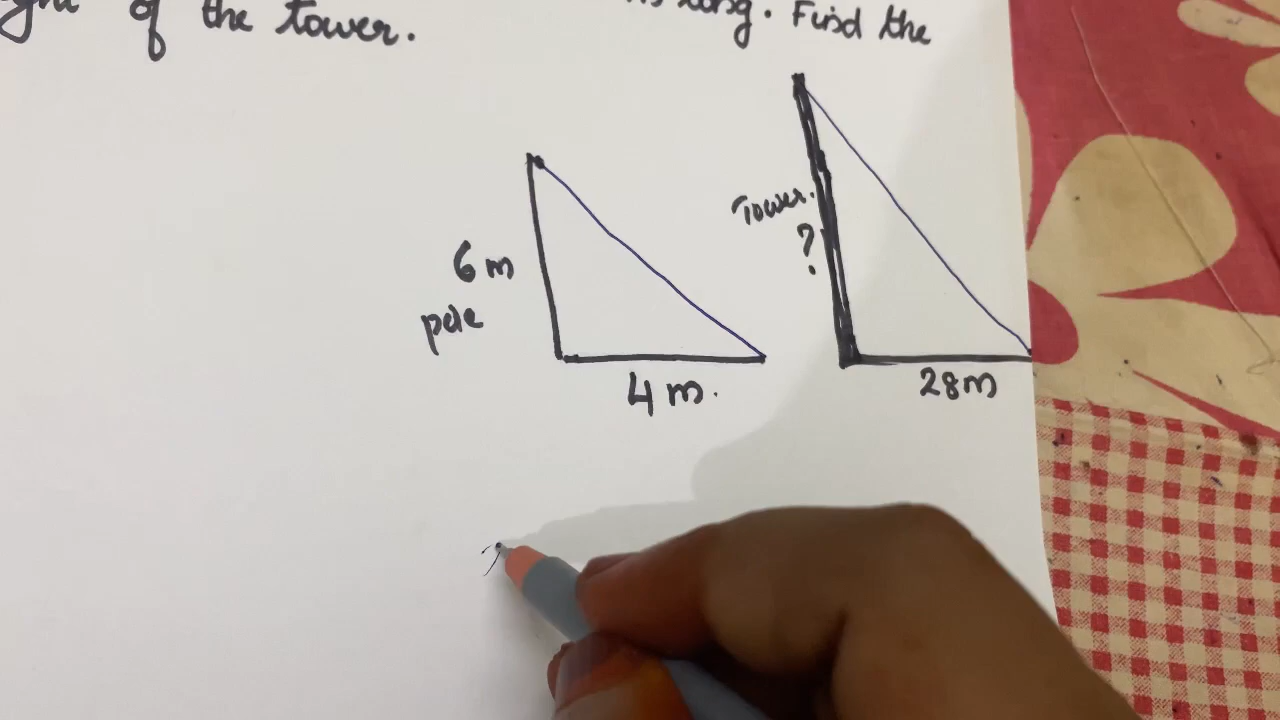 of the tower.
long. Find the
Tower.
?
6 m
pole
4 m.
28m